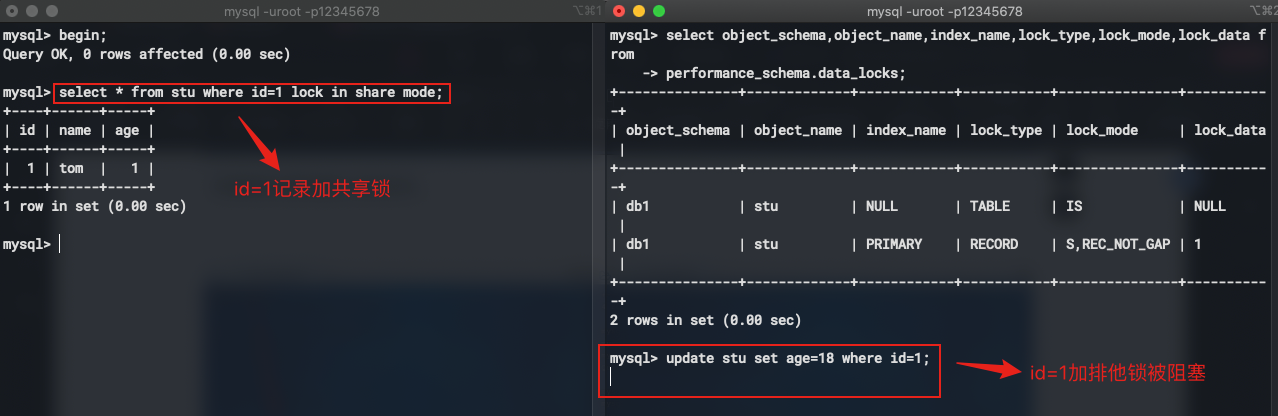 mysql -uroot -p12345678
⌥⌘1
mysql> begin;
Query OK, 0 rows affected (0.00 sec)
mysql> select * from stu where id=1 lock in share mode;
+----+------+-----+
| id | name | age |
+----+------+-----+
|  1 | tom  |   1 |
+----+------+-----+
1 row in set (0.00 sec)
mysql>
id=1记录加共享锁
mysql -uroot -p12345678
⌥⌘2
mysql> select object_schema,object_name,index_name,lock_type,lock_mode,lock_data f
rom
    -> performance_schema.data_locks;
+---------------+-------------+------------+-----------+---------------+----------
-+
| object_schema | object_name | index_name | lock_type | lock_mode     | lock_data
 |
+---------------+-------------+------------+-----------+---------------+----------
-+
| db1           | stu         | NULL       | TABLE     | IS            | NULL
 |
| db1           | stu         | PRIMARY    | RECORD    | S,REC_NOT_GAP | 1
 |
+---------------+-------------+------------+-----------+---------------+----------
-+
2 rows in set (0.00 sec)
mysql> update stu set age=18 where id=1;
id=1加排他锁被阻塞